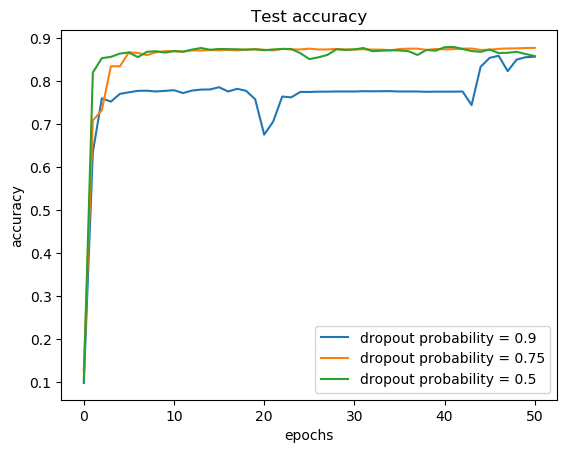 Test accuracy
accuracy
0.9
0.8
0.7
0.6
0.5
0.4
0.3
0.2
0.1
0
10
20
30
40
50
epochs
dropout probability = 0.9
dropout probability = 0.75
dropout probability = 0.5